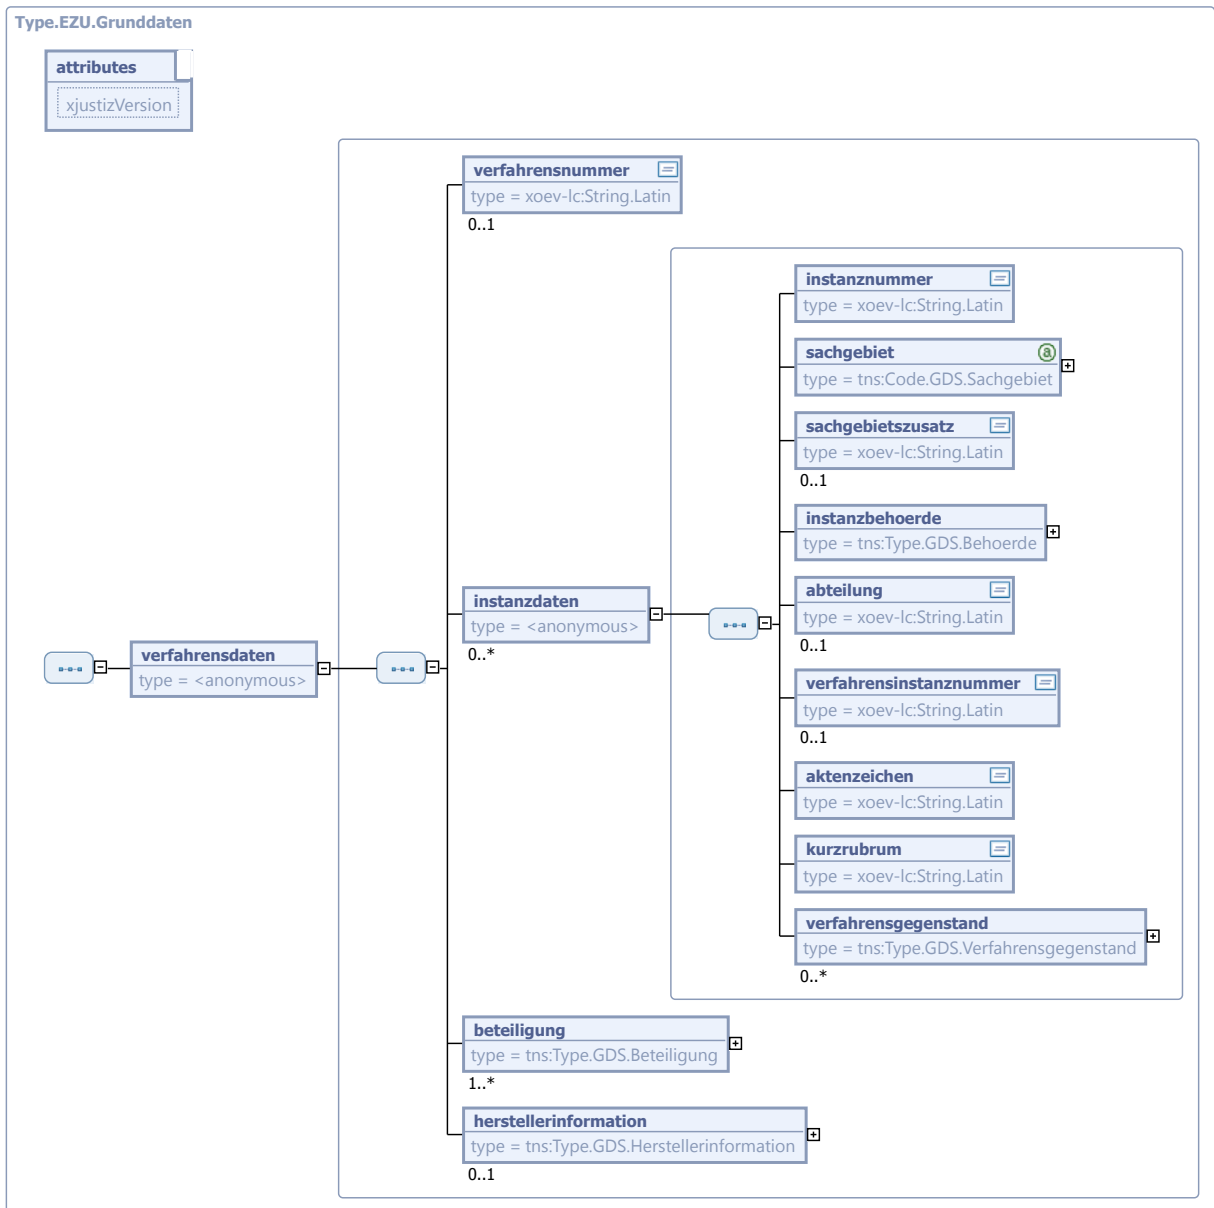 Type.EZU.Grunddaten
attributes
xjustizVersion
verfahrensdaten
type = <anonymous>
verfahrensnummer
type = xoev-lc:String.Latin
0..1
instanzdaten
type = <anonymous>
0..*
instanznummer
type = xoev-lc:String.Latin
sachgebiet
type = tns:Code.GDS.Sachgebiet
sachgebietszusatz
type = xoev-lc:String.Latin
0..1
instanzbehoerde
type = tns:Type.GDS.Behoerde
abteilung
type = xoev-lc:String.Latin
0..1
verfahrensinstanznummer
type = xoev-lc:String.Latin
0..1
aktenzeichen
type = xoev-lc:String.Latin
kurzrubrum
type = xoev-lc:String.Latin
verfahrensgegenstand
type = tns:Type.GDS.Verfahrensgegenstand
0..*
beteiligung
type = tns:Type.GDS.Beteiligung
1..*
herstellerinformation
type = tns:Type.GDS.Herstellerinformation
0..1